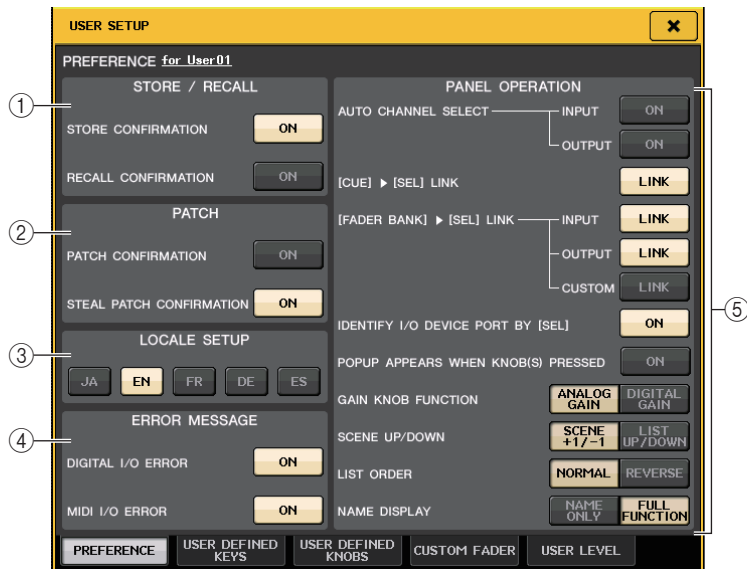 USER SETUP
PREFERENCE for User01
STORE / RECALL
① 
STORE CONFIRMATION ON
RECALL CONFIRMATION ON
PATCH
②
PATCH CONFIRMATION ON
STEAL PATCH CONFIRMATION ON
LOCALE SETUP
③
JA EN FR DE ES
ERROR MESSAGE
④
DIGITAL I/O ERROR ON
MIDI I/O ERROR ON
PANEL OPERATION
AUTO CHANNEL SELECT INPUT ON
OUTPUT ON
[CUE] ▶ [SEL] LINK LINK
[FADER BANK] ▶ [SEL] LINK INPUT LINK
OUTPUT LINK
CUSTOM LINK
⑤
IDENTIFY I/O DEVICE PORT BY [SEL] ON
POPUP APPEARS WHEN KNOB(S) PRESSED ON
GAIN KNOB FUNCTION ANALOG GAIN DIGITAL GAIN
SCENE UP/DOWN SCENE +1/-1 LIST UP/DOWN
LIST ORDER NORMAL REVERSE
NAME DISPLAY NAME ONLY FULL FUNCTION
PREFERENCE USER DEFINED KEYS USER DEFINED KNOBS CUSTOM FADER USER LEVEL